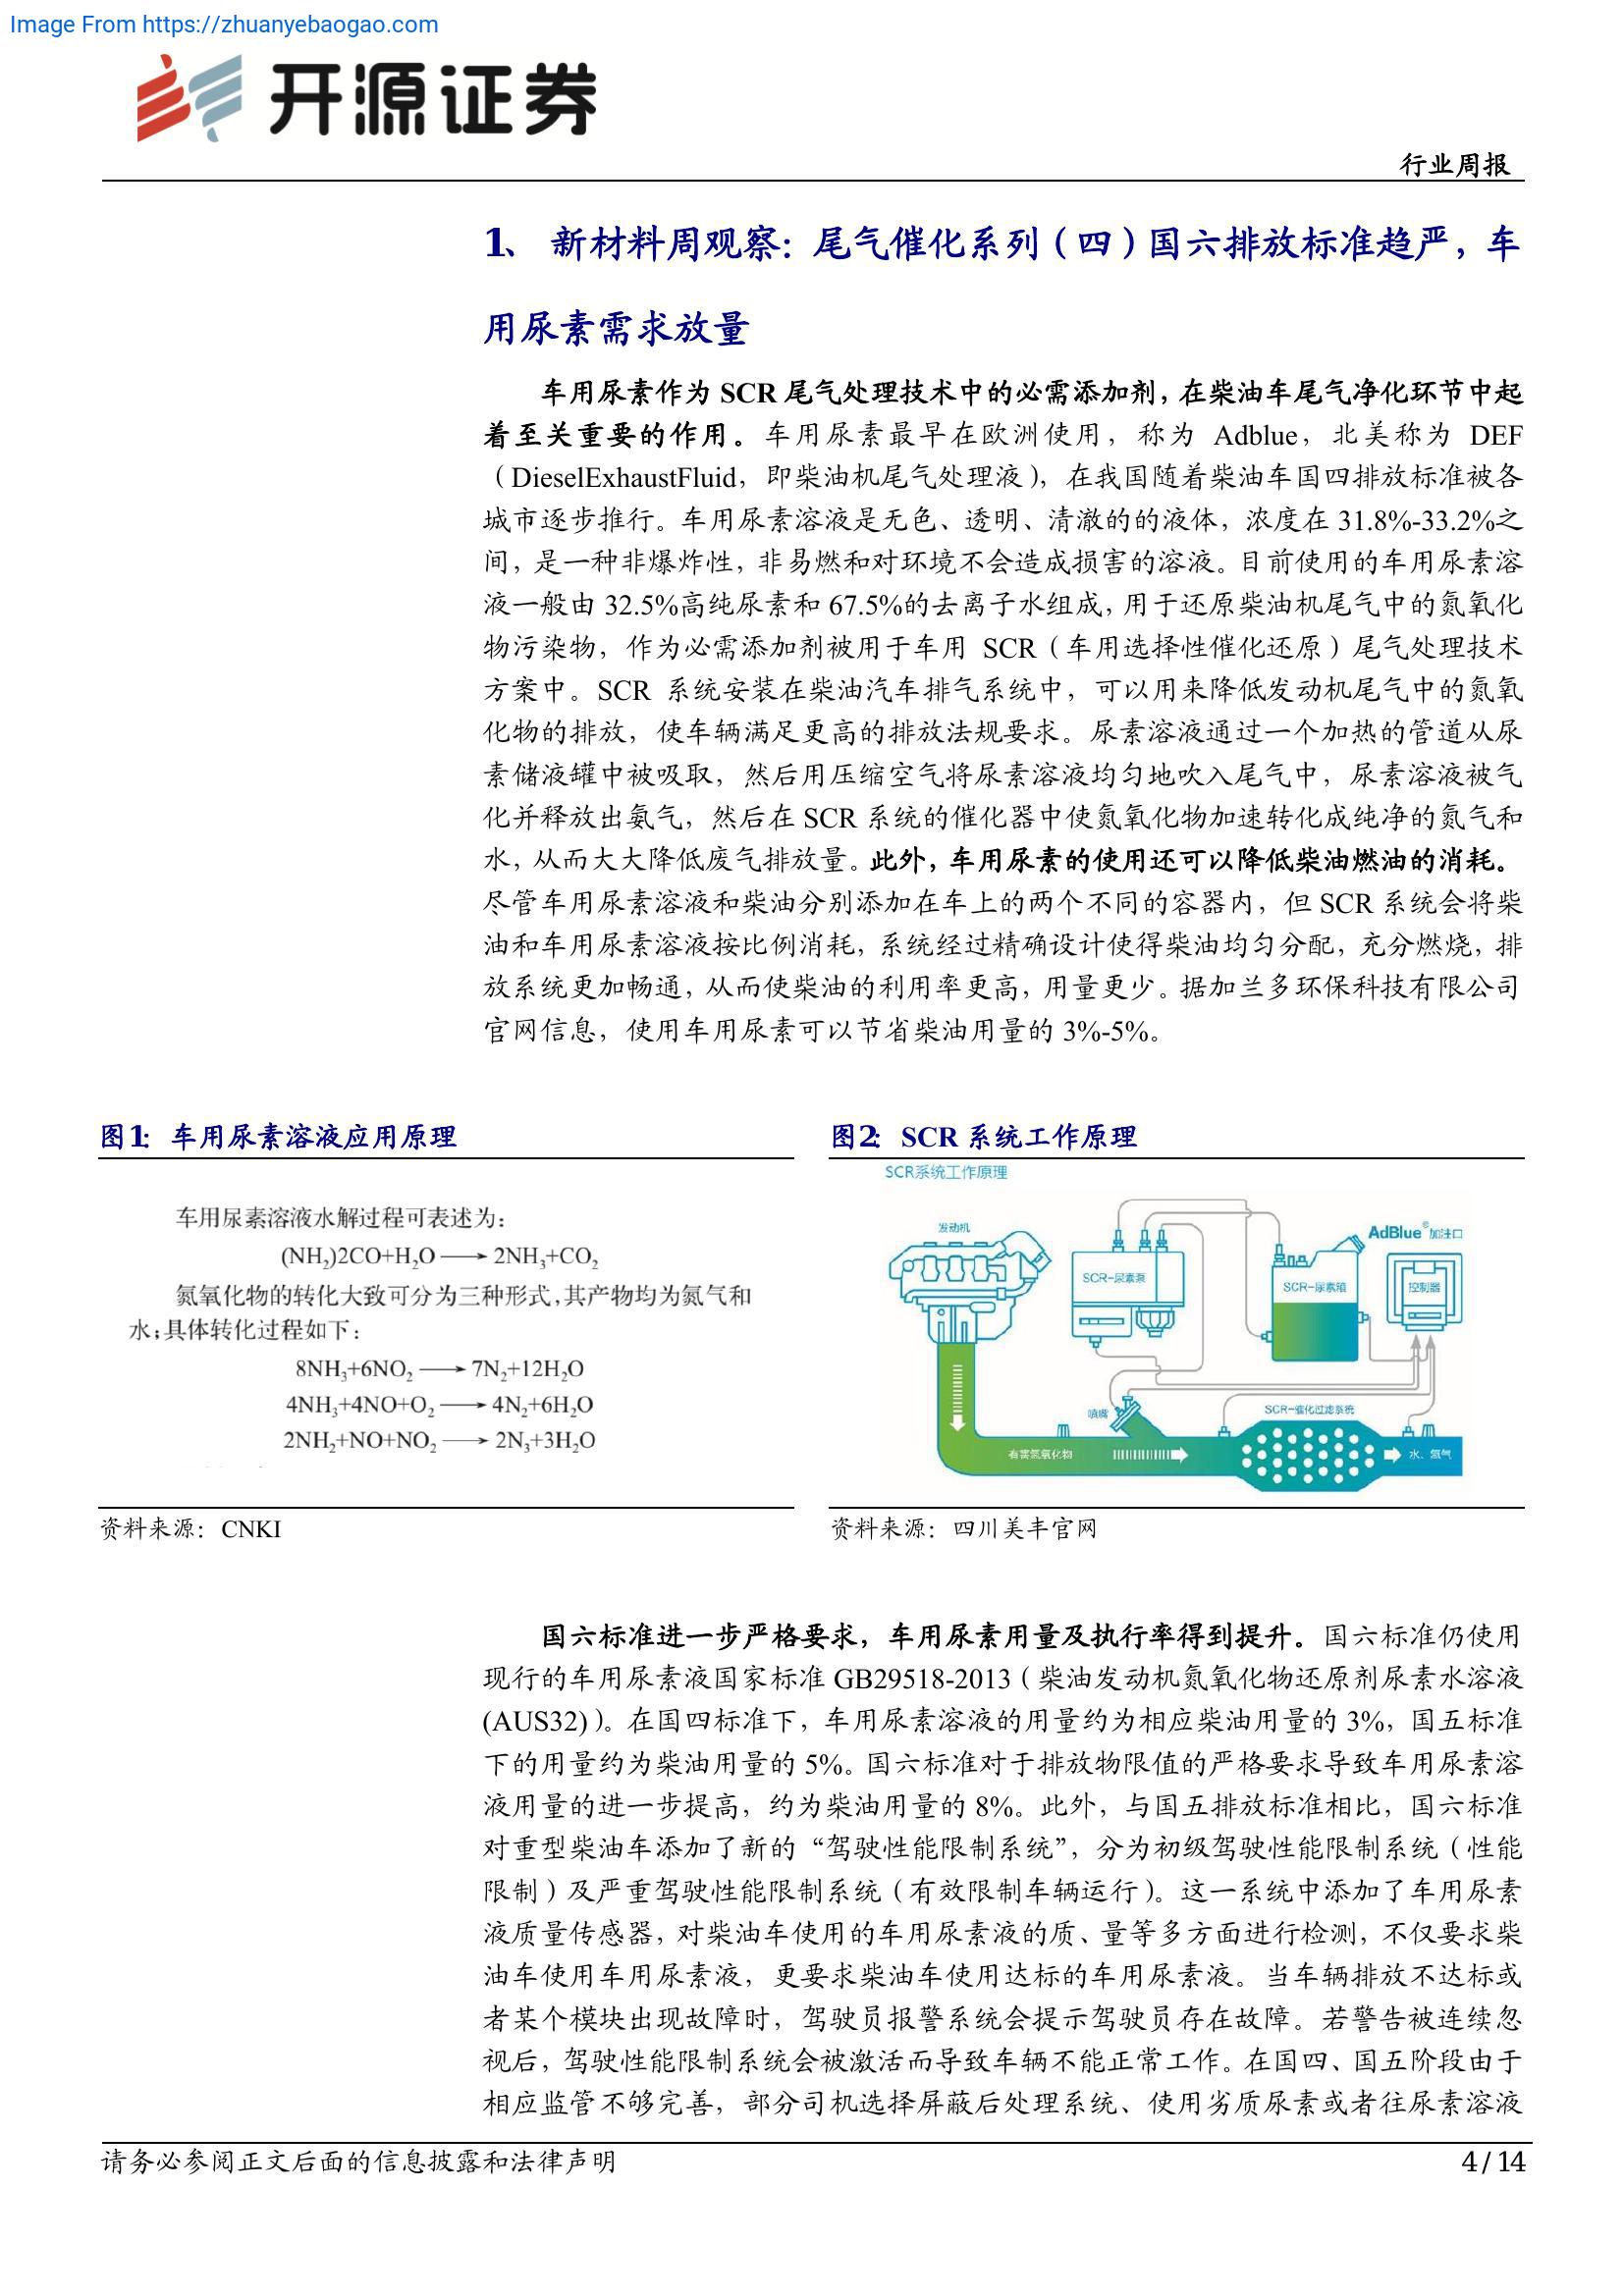 Image From https://zhuanyebaogao.com
开源证券
行业周报
1、 新材料周观察：尾气催化系列（四）国六排放标准趋严，车
用尿素需求放量
车用尿素作为 SCR 尾气处理技术中的必需添加剂，在柴油车尾气净化环节中起
着至关重要的作用。车用尿素最早在欧洲使用，称为 Adblue，北美称为 DEF
（DieselExhaustFluid，即柴油机尾气处理液），在我国随着柴油车国四排放标准被各
城市逐步推行。车用尿素溶液是无色、透明、清澈的的液体，浓度在 31.8%-33.2%之
间，是一种非爆炸性，非易燃和对环境不会造成损害的溶液。目前使用的车用尿素溶
液一般由 32.5%高纯尿素和 67.5%的去离子水组成，用于还原柴油机尾气中的氮氧化
物污染物，作为必需添加剂被用于车用 SCR（车用选择性催化还原）尾气处理技术
方案中。SCR 系统安装在柴油汽车排气系统中，可以用来降低发动机尾气中的氮氧
化物的排放，使车辆满足更高的排放法规要求。尿素溶液通过一个加热的管道从尿
素储液罐中被吸取，然后用压缩空气将尿素溶液均匀地吹入尾气中，尿素溶液被气
化并释放出氨气，然后在 SCR 系统的催化器中使氮氧化物加速转化成纯净的氮气和
水，从而大大降低废气排放量。此外，车用尿素的使用还可以降低柴油燃油的消耗。
尽管车用尿素溶液和柴油分别添加在车上的两个不同的容器内，但 SCR 系统会将柴
油和车用尿素溶液按比例消耗，系统经过精确设计使得柴油均匀分配，充分燃烧，排
放系统更加畅通，从而使柴油的利用率更高，用量更少。据加兰多环保科技有限公司
官网信息，使用车用尿素可以节省柴油用量的 3%-5%。
图1：车用尿素溶液应用原理
车用尿素溶液水解过程可表述为：
(NH₂)2CO+H₂O ⟶ 2NH₃+CO₂
氮氧化物的转化大致可分为三种形式，其产物均为氮气和
水；具体转化过程如下：
8NH₃+6NO₂ ⟶ 7N₂+12H₂O
4NH₃+4NO+O₂ ⟶ 4N₂+6H₂O
2NH₂+NO+NO₂ ⟶ 2N₃+3H₂O
资料来源：CNKI
图2：SCR 系统工作原理
SCR系统工作原理
发动机
AdBlue®加注口
SCR-尿素泵
SCR-尿素箱
控制器
喷嘴
SCR-催化过滤系统
有害氮氧化物
水、氮气
资料来源：四川美丰官网
国六标准进一步严格要求，车用尿素用量及执行率得到提升。国六标准仍使用
现行的车用尿素液国家标准 GB29518-2013（柴油发动机氮氧化物还原剂尿素水溶液
(AUS32)）。在国四标准下，车用尿素溶液的用量约为相应柴油用量的 3%，国五标准
下的用量约为柴油用量的 5%。国六标准对于排放物限值的严格要求导致车用尿素溶
液用量的进一步提高，约为柴油用量的 8%。此外，与国五排放标准相比，国六标准
对重型柴油车添加了新的“驾驶性能限制系统”，分为初级驾驶性能限制系统（性能
限制）及严重驾驶性能限制系统（有效限制车辆运行）。这一系统中添加了车用尿素
液质量传感器，对柴油车使用的车用尿素液的质、量等多方面进行检测，不仅要求柴
油车使用车用尿素液，更要求柴油车使用达标的车用尿素液。当车辆排放不达标或
者某个模块出现故障时，驾驶员报警系统会提示驾驶员存在故障。若警告被连续忽
视后，驾驶性能限制系统会被激活而导致车辆不能正常工作。在国四、国五阶段由于
相应监管不够完善，部分司机选择屏蔽后处理系统、使用劣质尿素或者往尿素溶液
请务必参阅正文后面的信息披露和法律声明
4 / 14